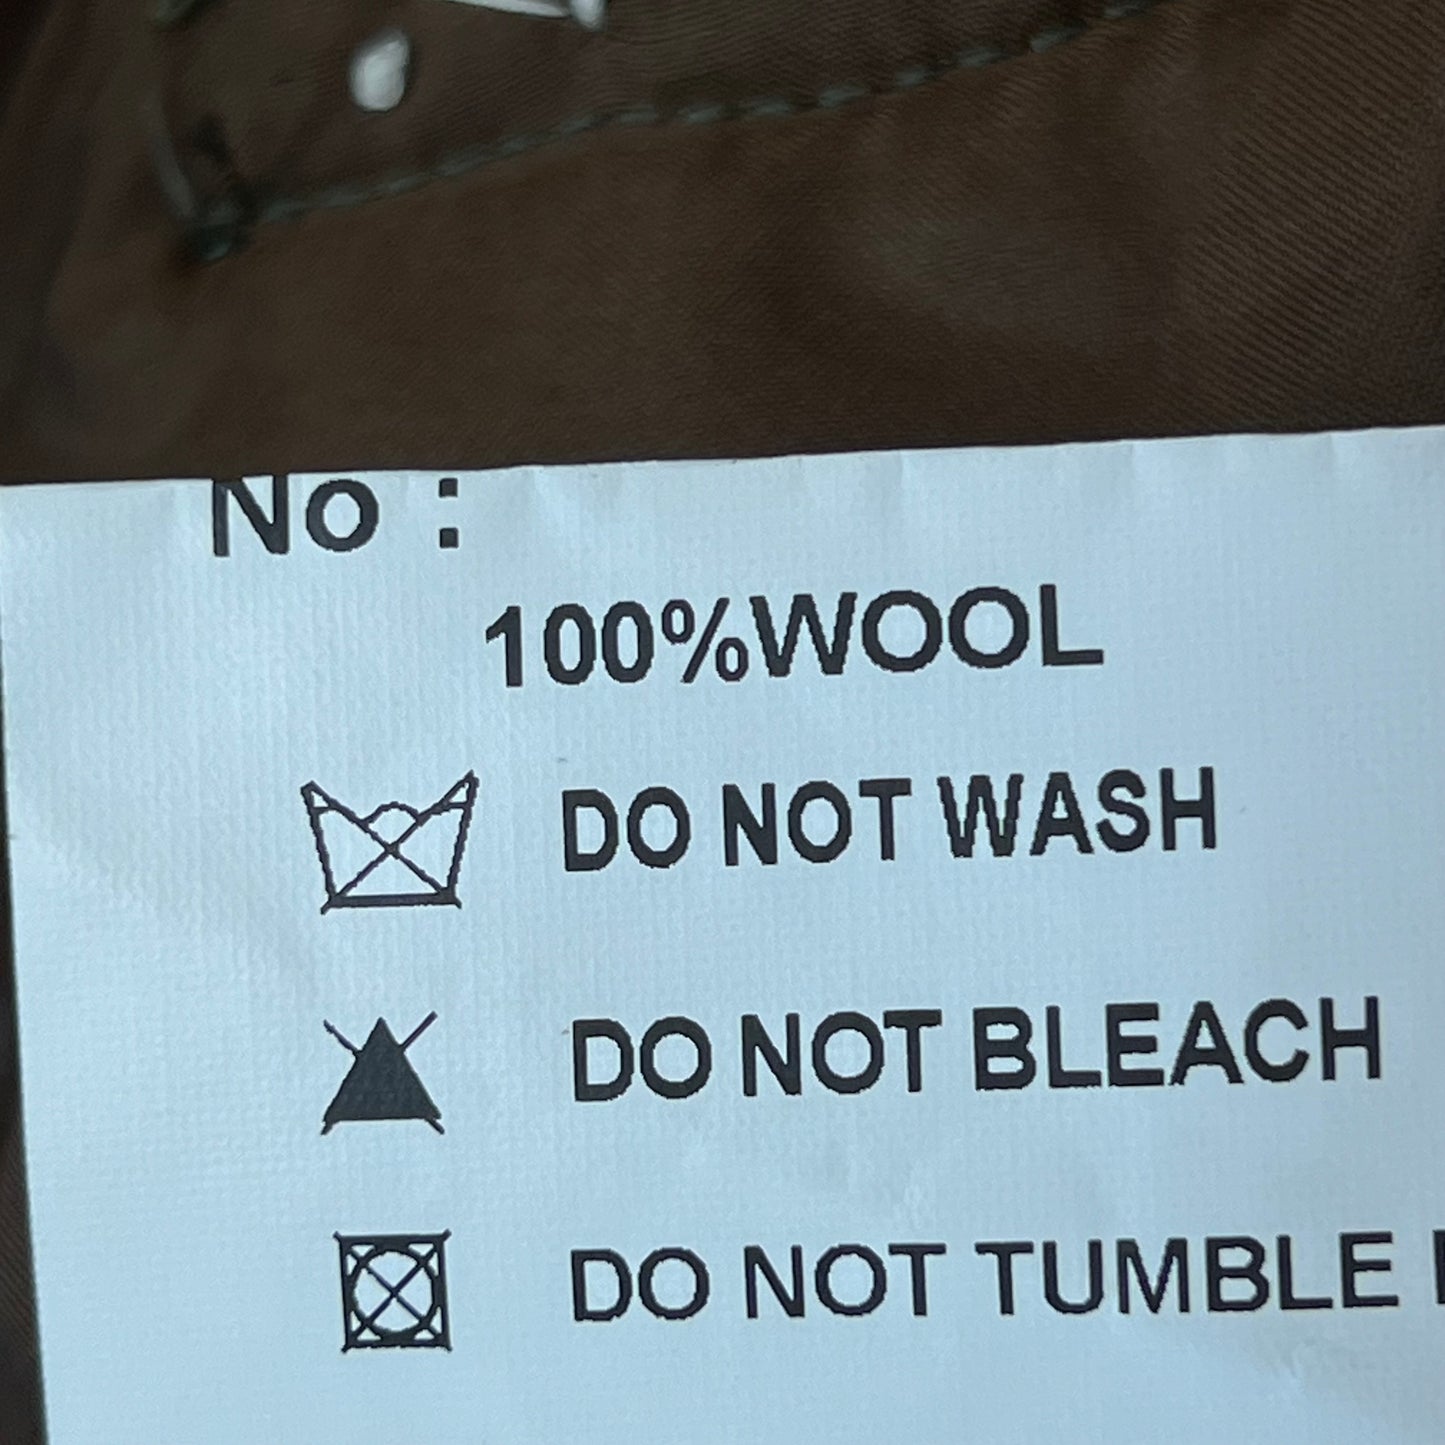 No :
100%WOOL
DO NOT WASH
DO NOT BLEACH
DO NOT TUMBLE